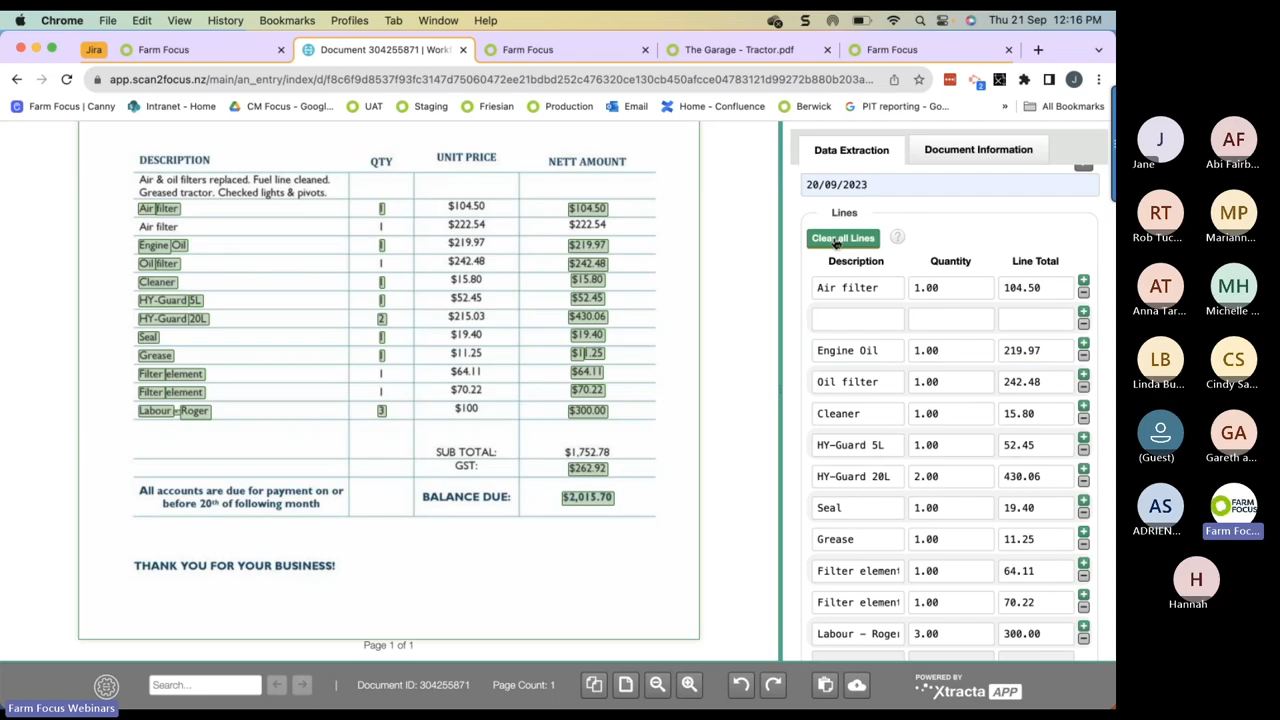 Chrome File Edit View History Bookmarks Profiles Tab Window Help Thu 21 Sep 12:16 PM
Jira Farm Focus Document 304255871 | Workf Farm Focus The Garage - Tractor.pdf Farm Focus
app.scan2focus.nz/main/an_entry/index/d/f8c6f9d8537f93fc3147d75060472ee21bdbd252c476320ce130cb450afcce04783121d99272b880b203a...
Farm Focus | Canny Intranet - Home CM Focus - Googl... UAT Staging Friesian Production Email Home - Confluence Berwick PIT reporting - Go... » All Bookmarks
DESCRIPTION QTY UNIT PRICE NETT AMOUNT
Air & oil filters replaced. Fuel line cleaned.
Greased tractor. Checked lights & pivots.
Air filter 1 $104.50 $104.50
Air filter 1 $222.54 $222.54
Engine Oil 1 $219.97 $219.97
Oil filter 1 $242.48 $242.48
Cleaner 1 $15.80 $15.80
HY-Guard 5L 1 $52.45 $52.45
HY-Guard 20L 2 $215.03 $430.06
Seal 1 $19.40 $19.40
Grease 1 $11.25 $11.25
Filter element 1 $64.11 $64.11
Filter element 1 $70.22 $70.22
Labour - Roger 3 $100 $300.00
SUB TOTAL: $1,752.78
GST: $262.92
All accounts are due for payment on or
before 20th of following month
BALANCE DUE: $2,015.70
THANK YOU FOR YOUR BUSINESS!
Page 1 of 1
Data Extraction Document Information
20/09/2023
Lines
Clear all Lines ?
Description Quantity Line Total
Air filter 1.00 104.50
Engine Oil 1.00 219.97
Oil filter 1.00 242.48
Cleaner 1.00 15.80
HY-Guard 5L 1.00 52.45
HY-Guard 20L 2.00 430.06
Seal 1.00 19.40
Grease 1.00 11.25
Filter element 1.00 64.11
Filter element 1.00 70.22
Labour - Roger 3.00 300.00
Search... Document ID: 304255871 Page Count: 1
POWERED BY
Xtracta APP
Farm Focus Webinars
J AF
Jane Abi Fairb...
RT MP
Rob Tuc... Mariann...
AT MH
Anna Tar... Michelle ...
LB CS
Linda Bu... Cindy Sa...
GA
(Guest) Gareth a...
AS FARM FOCUS
ADRIEN... Farm Foc...
H
Hannah